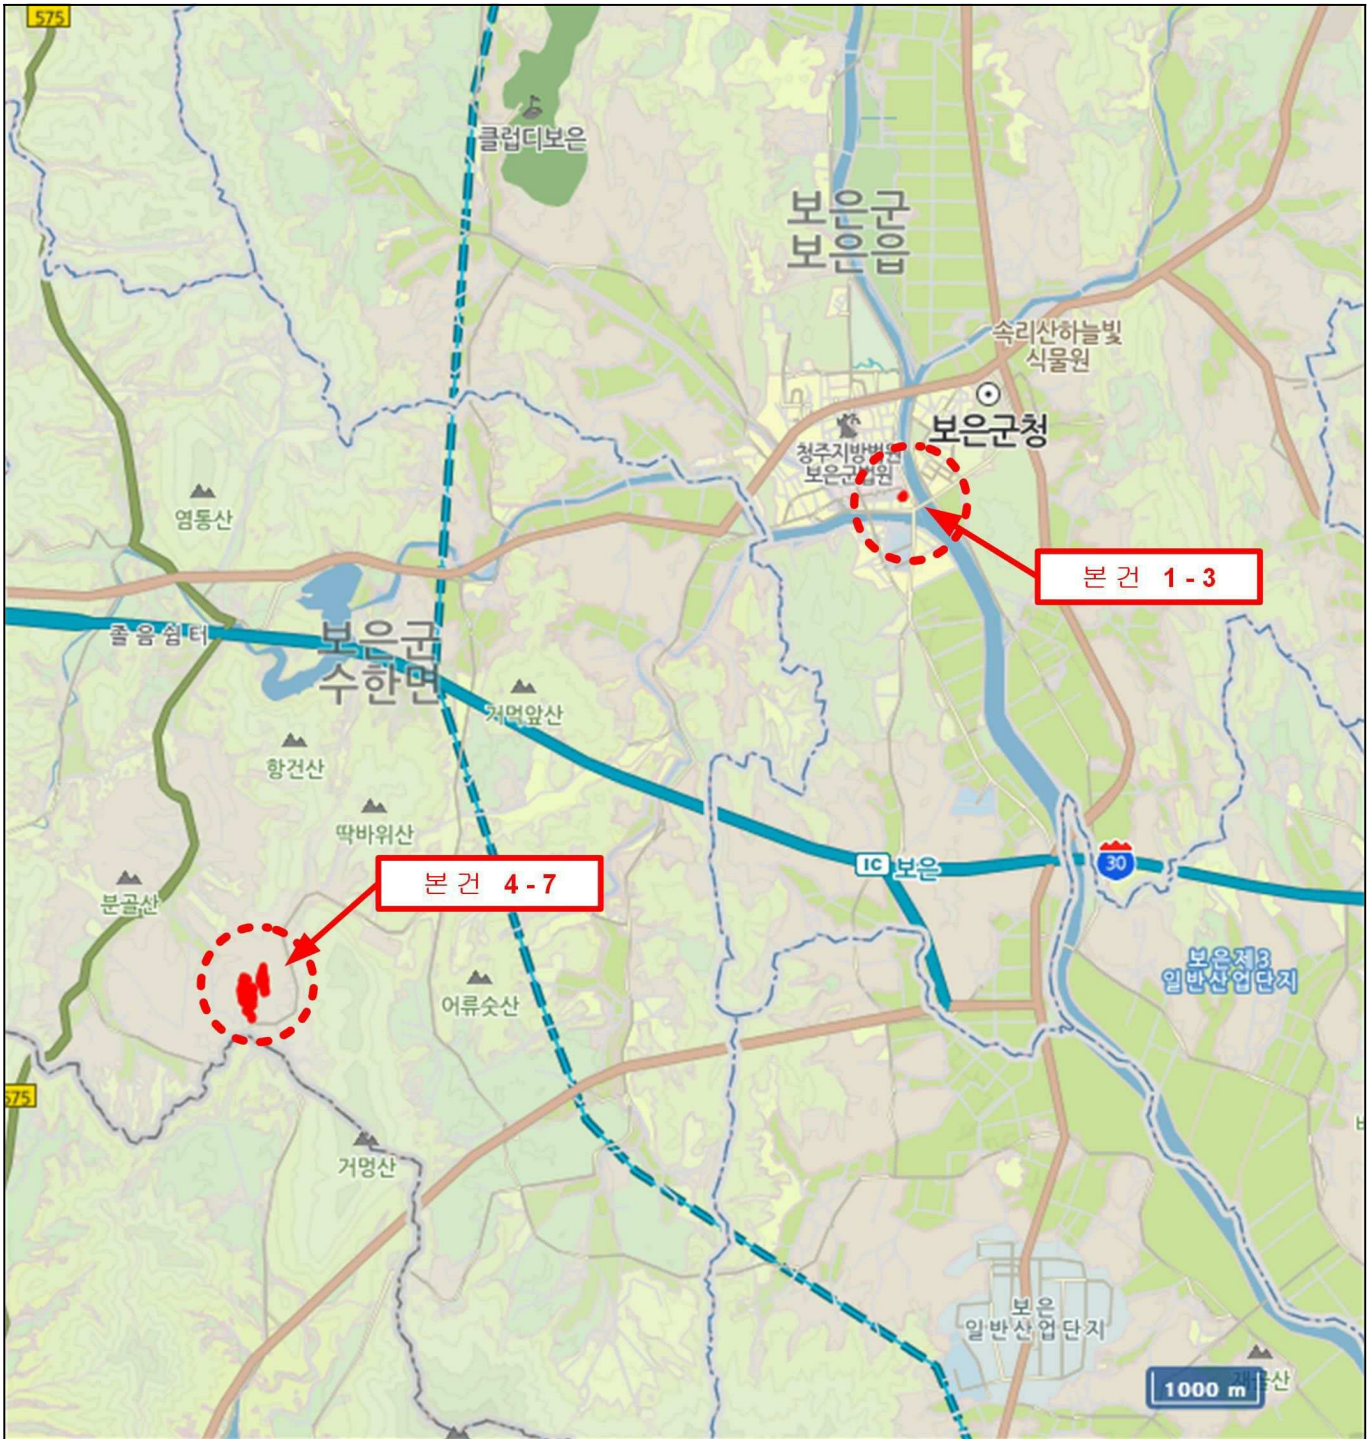 575
클럽디보은
보은군
보은읍
속리산하늘빛
식물원
보은군청
청주지방법원
보은군법원
염통산
본 건 1 - 3
졸음쉼터
보은군
수한면
거먹앞산
항건산
딱바위산
IC 보은
30
본 건 4 - 7
분골산
보은제3
일반산업단지
어류숫산
575
거멍산
보은
일반산업단지
1000 m